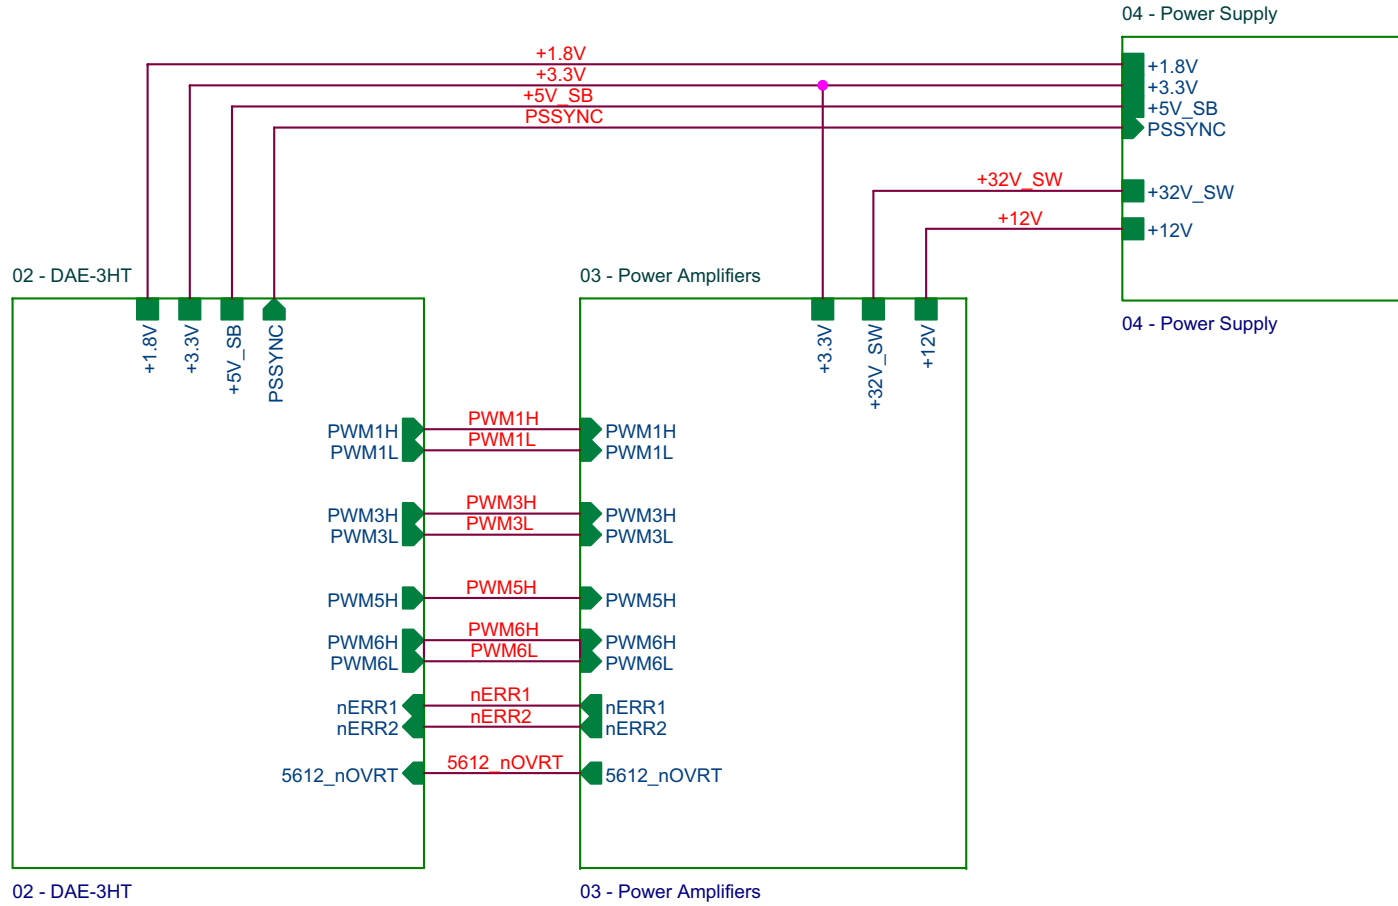 04 - Power Supply
+1.8V
+3.3V
+5V_SB
PSSYNC
+1.8V
+3.3V
+5V_SB
PSSYNC
+32V_SW
+32V_SW
+12V
+12V
04 - Power Supply
02 - DAE-3HT
+1.8V
+3.3V
+5V_SB
PSSYNC
PWM1H
PWM1L
PWM3H
PWM3L
PWM5H
PWM6H
PWM6L
nERR1
nERR2
5612_nOVRT
02 - DAE-3HT
PWM1H
PWM1L
PWM3H
PWM3L
PWM5H
PWM6H
PWM6L
nERR1
nERR2
5612_nOVRT
03 - Power Amplifiers
+3.3V
+32V_SW
+12V
PWM1H
PWM1L
PWM3H
PWM3L
PWM5H
PWM6H
PWM6L
nERR1
nERR2
5612_nOVRT
03 - Power Amplifiers